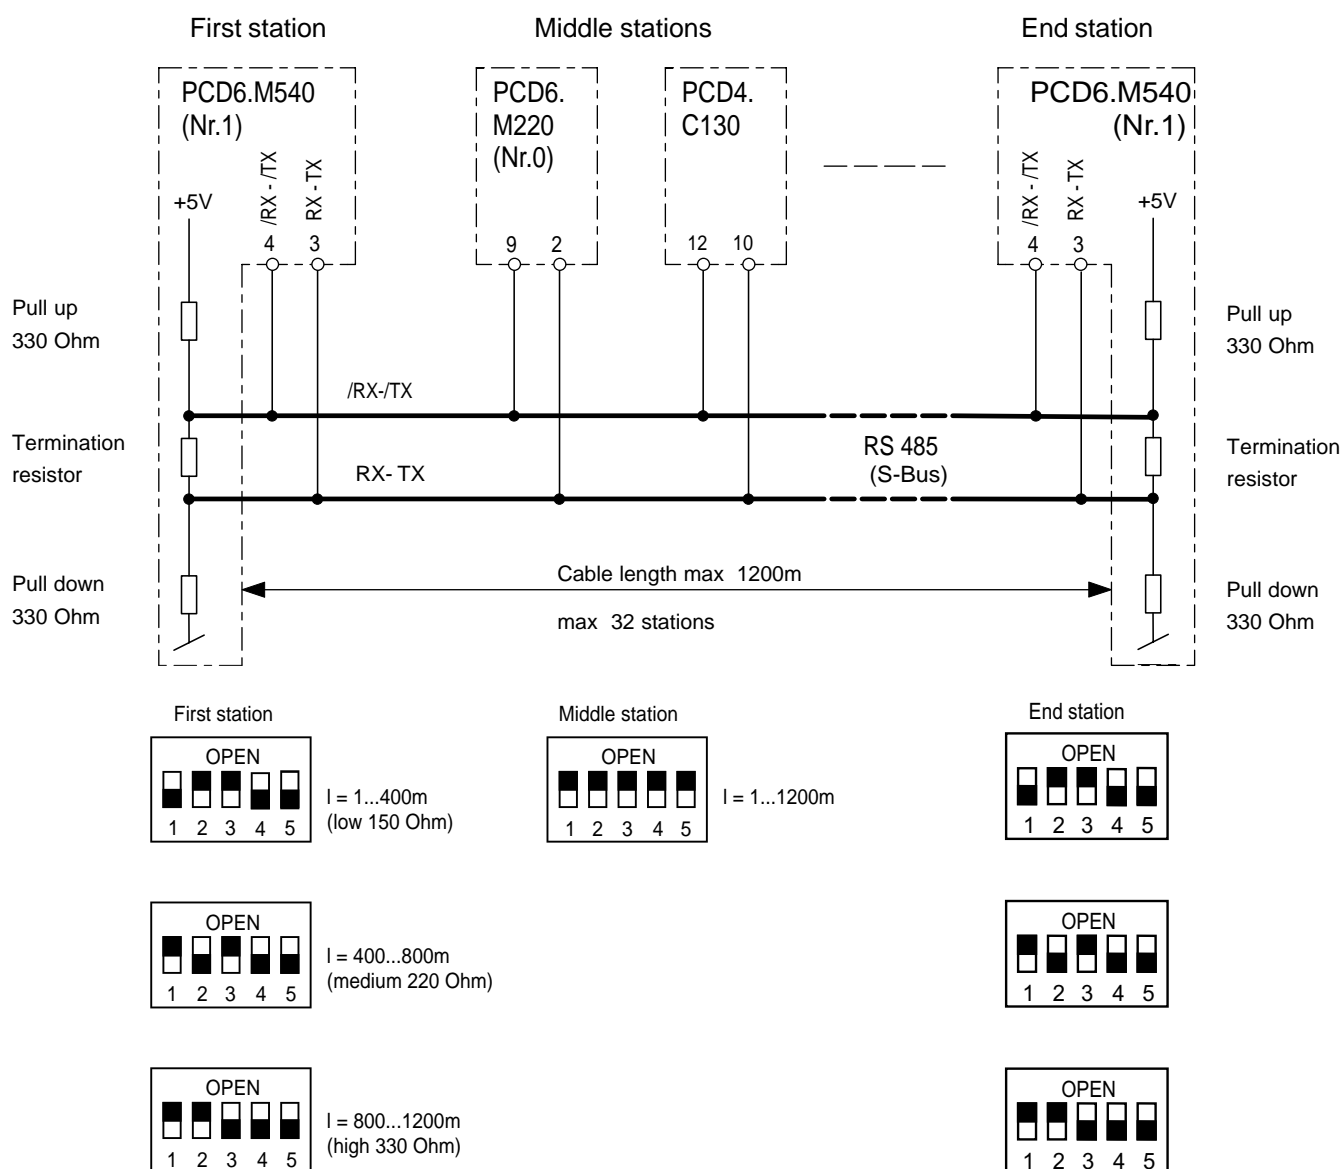 First station Middle stations End station
PCD6.M540 PCD6. PCD4. PCD6.M540
(Nr.1) M220 C130 (Nr.1)
(Nr.0)
/RX - /TX RX - TX /RX - /TX RX - TX
+5V +5V
4 3 9 2 12 10 4 3
Pull up Pull up
330 Ohm 330 Ohm
/RX-/TX
Termination RS 485 Termination
resistor RX- TX (S-Bus) resistor
Cable length max 1200m
Pull down Pull down
330 Ohm max 32 stations 330 Ohm
First station Middle station End station
OPEN OPEN OPEN
l = 1...400m l = 1...1200m
(low 150 Ohm)
1 2 3 4 5 1 2 3 4 5 1 2 3 4 5
OPEN OPEN
l = 400...800m
(medium 220 Ohm)
1 2 3 4 5 1 2 3 4 5
OPEN OPEN
l = 800...1200m
(high 330 Ohm)
1 2 3 4 5 1 2 3 4 5